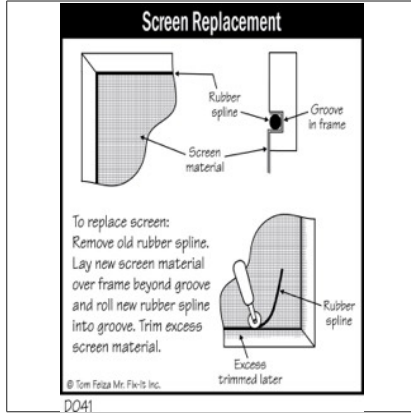 Screen Replacement
Rubber
spline
Groove
in frame
Screen
material
To replace screen:
Remove old rubber spline.
Lay new screen material
over frame beyond groove
and roll new rubber spline
into groove. Trim excess
screen material.
Rubber
spline
Excess
trimmed later
© Tom Feiza Mr. Fix-It Inc.
D041